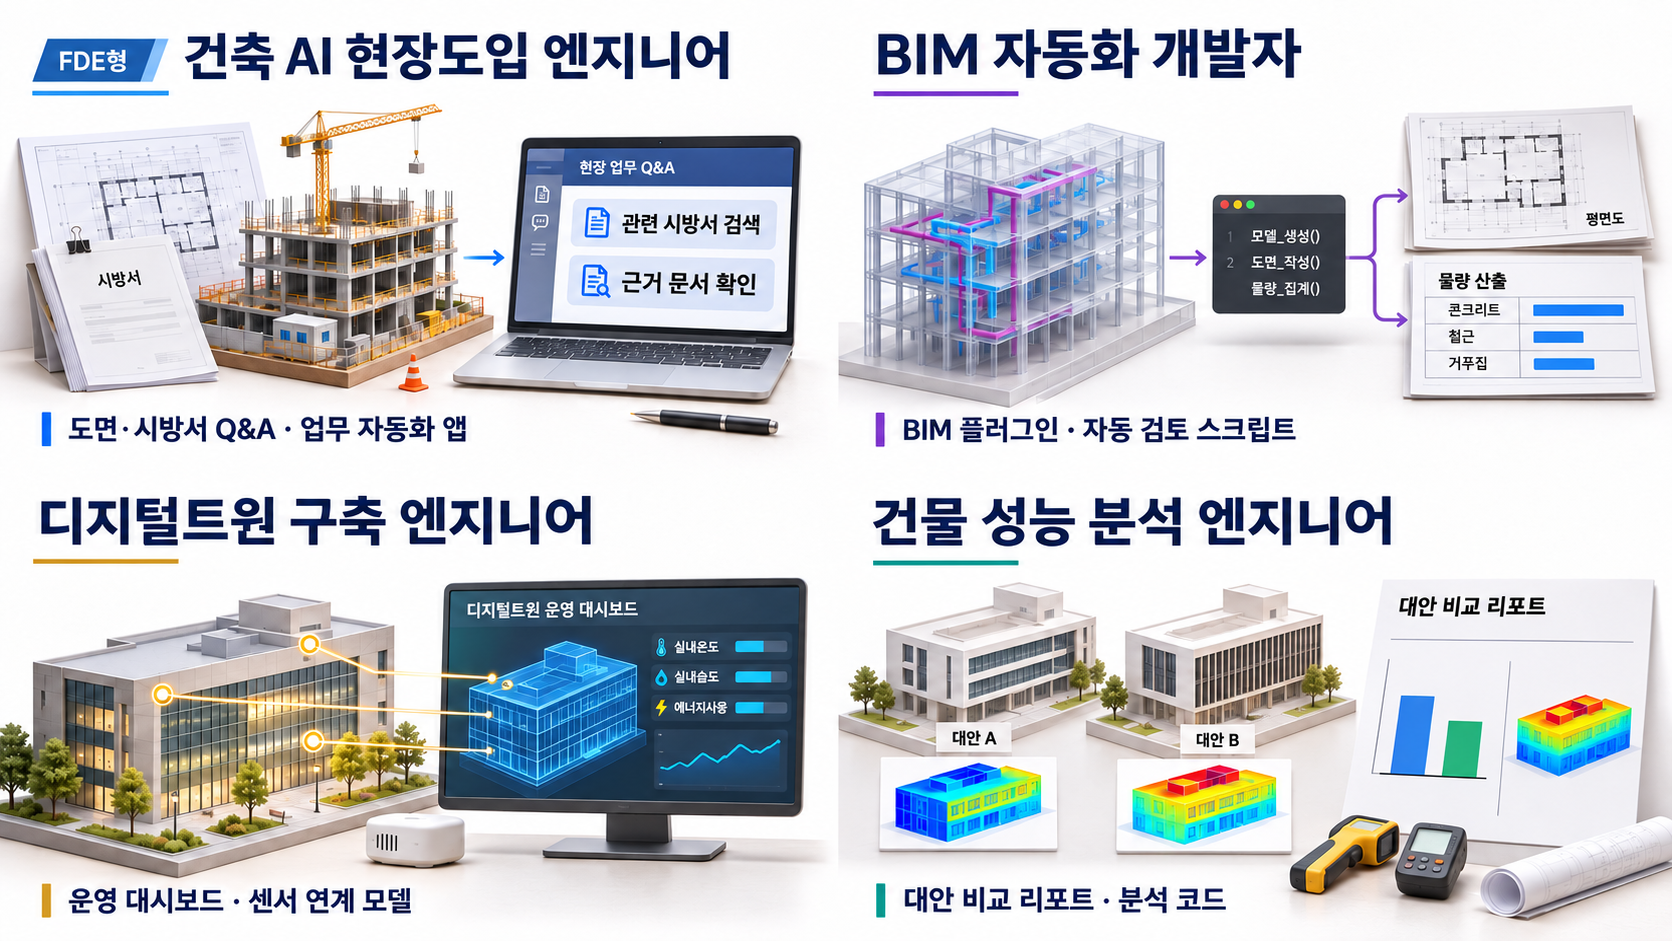 FDE형
건축 AI 현장도입 엔지니어
시방서
현장 업무 Q&A
관련 시방서 검색
근거 문서 확인
도면·시방서 Q&A · 업무 자동화 앱
BIM 자동화 개발자
1 모델_생성()
2 도면_작성()
물량_집계()
평면도
물량 산출
콘크리트
철근
거푸집
BIM 플러그인 · 자동 검토 스크립트
디지털트윈 구축 엔지니어
디지털트윈 운영 대시보드
실내온도
실내습도
에너지사용
운영 대시보드 · 센서 연계 모델
건물 성능 분석 엔지니어
대안 A
대안 B
대안 비교 리포트
대안 비교 리포트 · 분석 코드